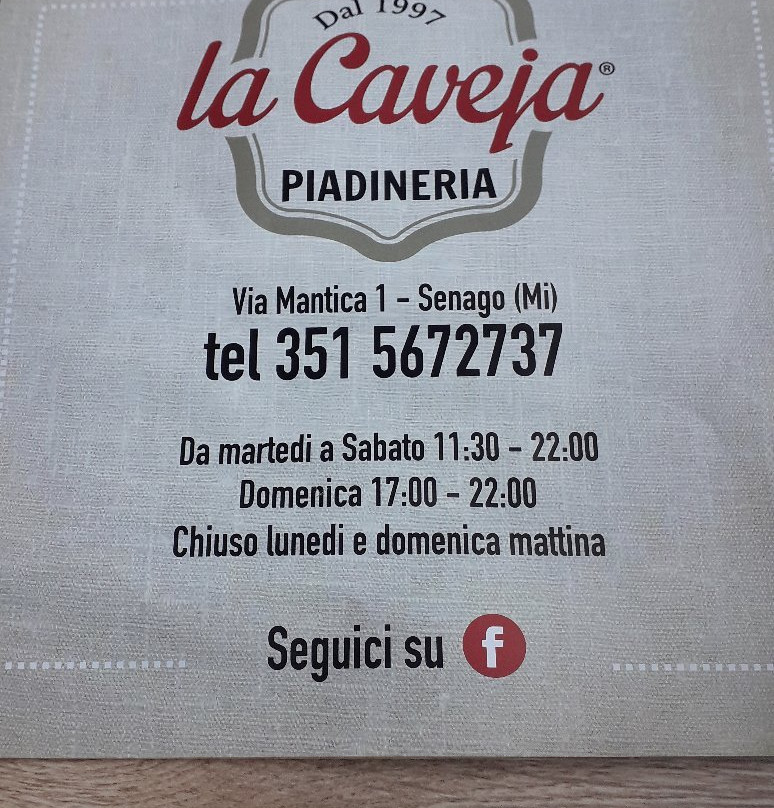 Dal 1997
la Caveja®
PIADINERIA
Via Mantica 1 - Senago (Mi)
tel 351 5672737
Da martedi a Sabato 11:30 - 22:00
Domenica 17:00 - 22:00
Chiuso lunedi e domenica mattina
Seguici su f